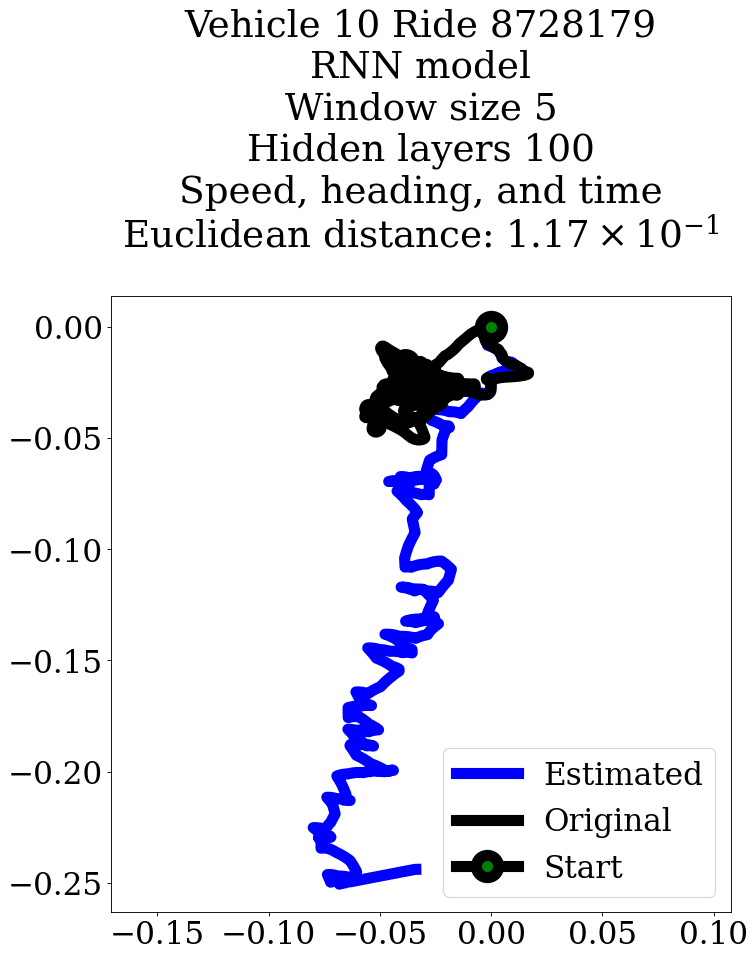 Vehicle 10 Ride 8728179
RNN model
Window size 5
Hidden layers 100
Speed, heading, and time
Euclidean distance: 1.17 × 10⁻¹
0.00
−0.05
−0.10
−0.15
−0.20
−0.25
Estimated
Original
Start
−0.15 −0.10 −0.05 0.00 0.05 0.10